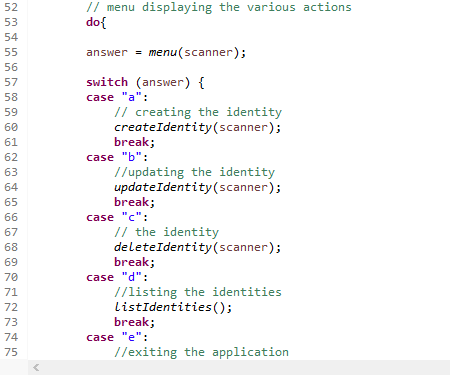 52 // menu displaying the various actions
53 do{
54
55 answer = menu(scanner);
56
57 switch (answer) {
58 case "a":
59 // creating the identity
60 createIdentity(scanner);
61 break;
62 case "b":
63 //updating the identity
64 updateIdentity(scanner);
65 break;
66 case "c":
67 // the identity
68 deleteIdentity(scanner);
69 break;
70 case "d":
71 //listing the identities
72 listIdentities();
73 break;
74 case "e":
75 //exiting the application